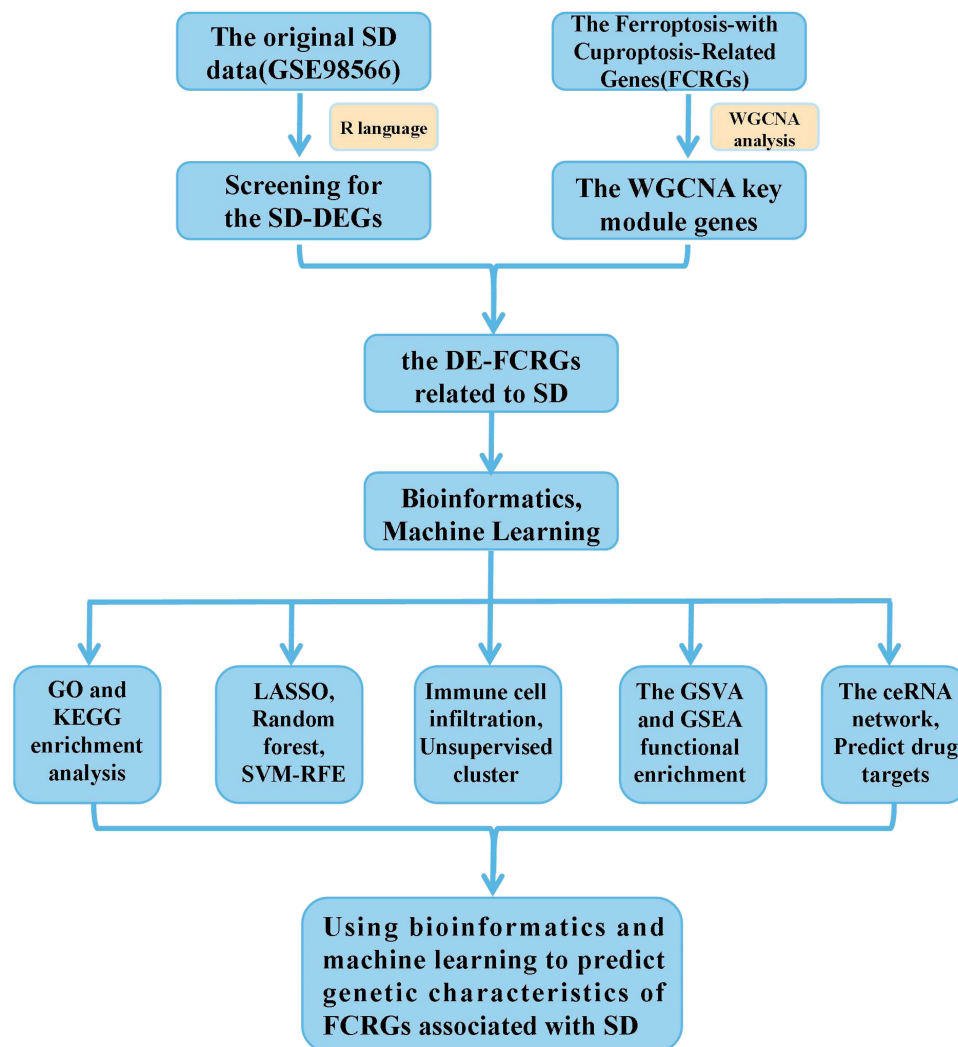 The original SD
data(GSE98566)
The Ferroptosis-with
Cuproptosis-Related
Genes(FCRGs)
R language
WGCNA
analysis
Screening for
the SD-DEGs
The WGCNA key
module genes
the DE-FCRGs
related to SD
Bioinformatics,
Machine Learning
GO and
KEGG
enrichment
analysis
LASSO,
Random
forest,
SVM-RFE
Immune cell
infiltration,
Unsupervised
cluster
The GSVA
and GSEA
functional
enrichment
The ceRNA
network,
Predict drug
targets
Using bioinformatics and
machine learning to predict
genetic characteristics of
FCRGs associated with SD